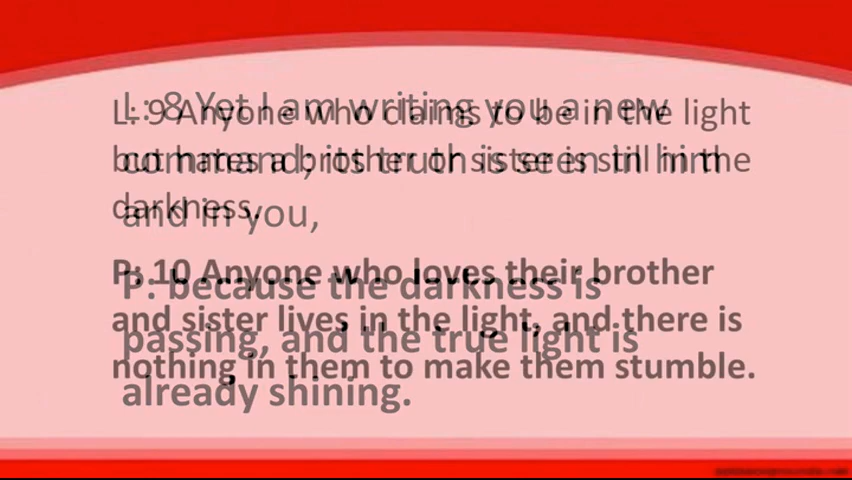 L: 8 Yet I am writing you a new
command; its truth is seen in him
and in you,
P: because the darkness is
passing, and the true light is
already shining.
L: 9 Anyone who claims to be in the light
but hates a brother or sister is still in the
darkness.
P: 10 Anyone who loves their brother
and sister lives in the light, and there is
nothing in them to make them stumble.